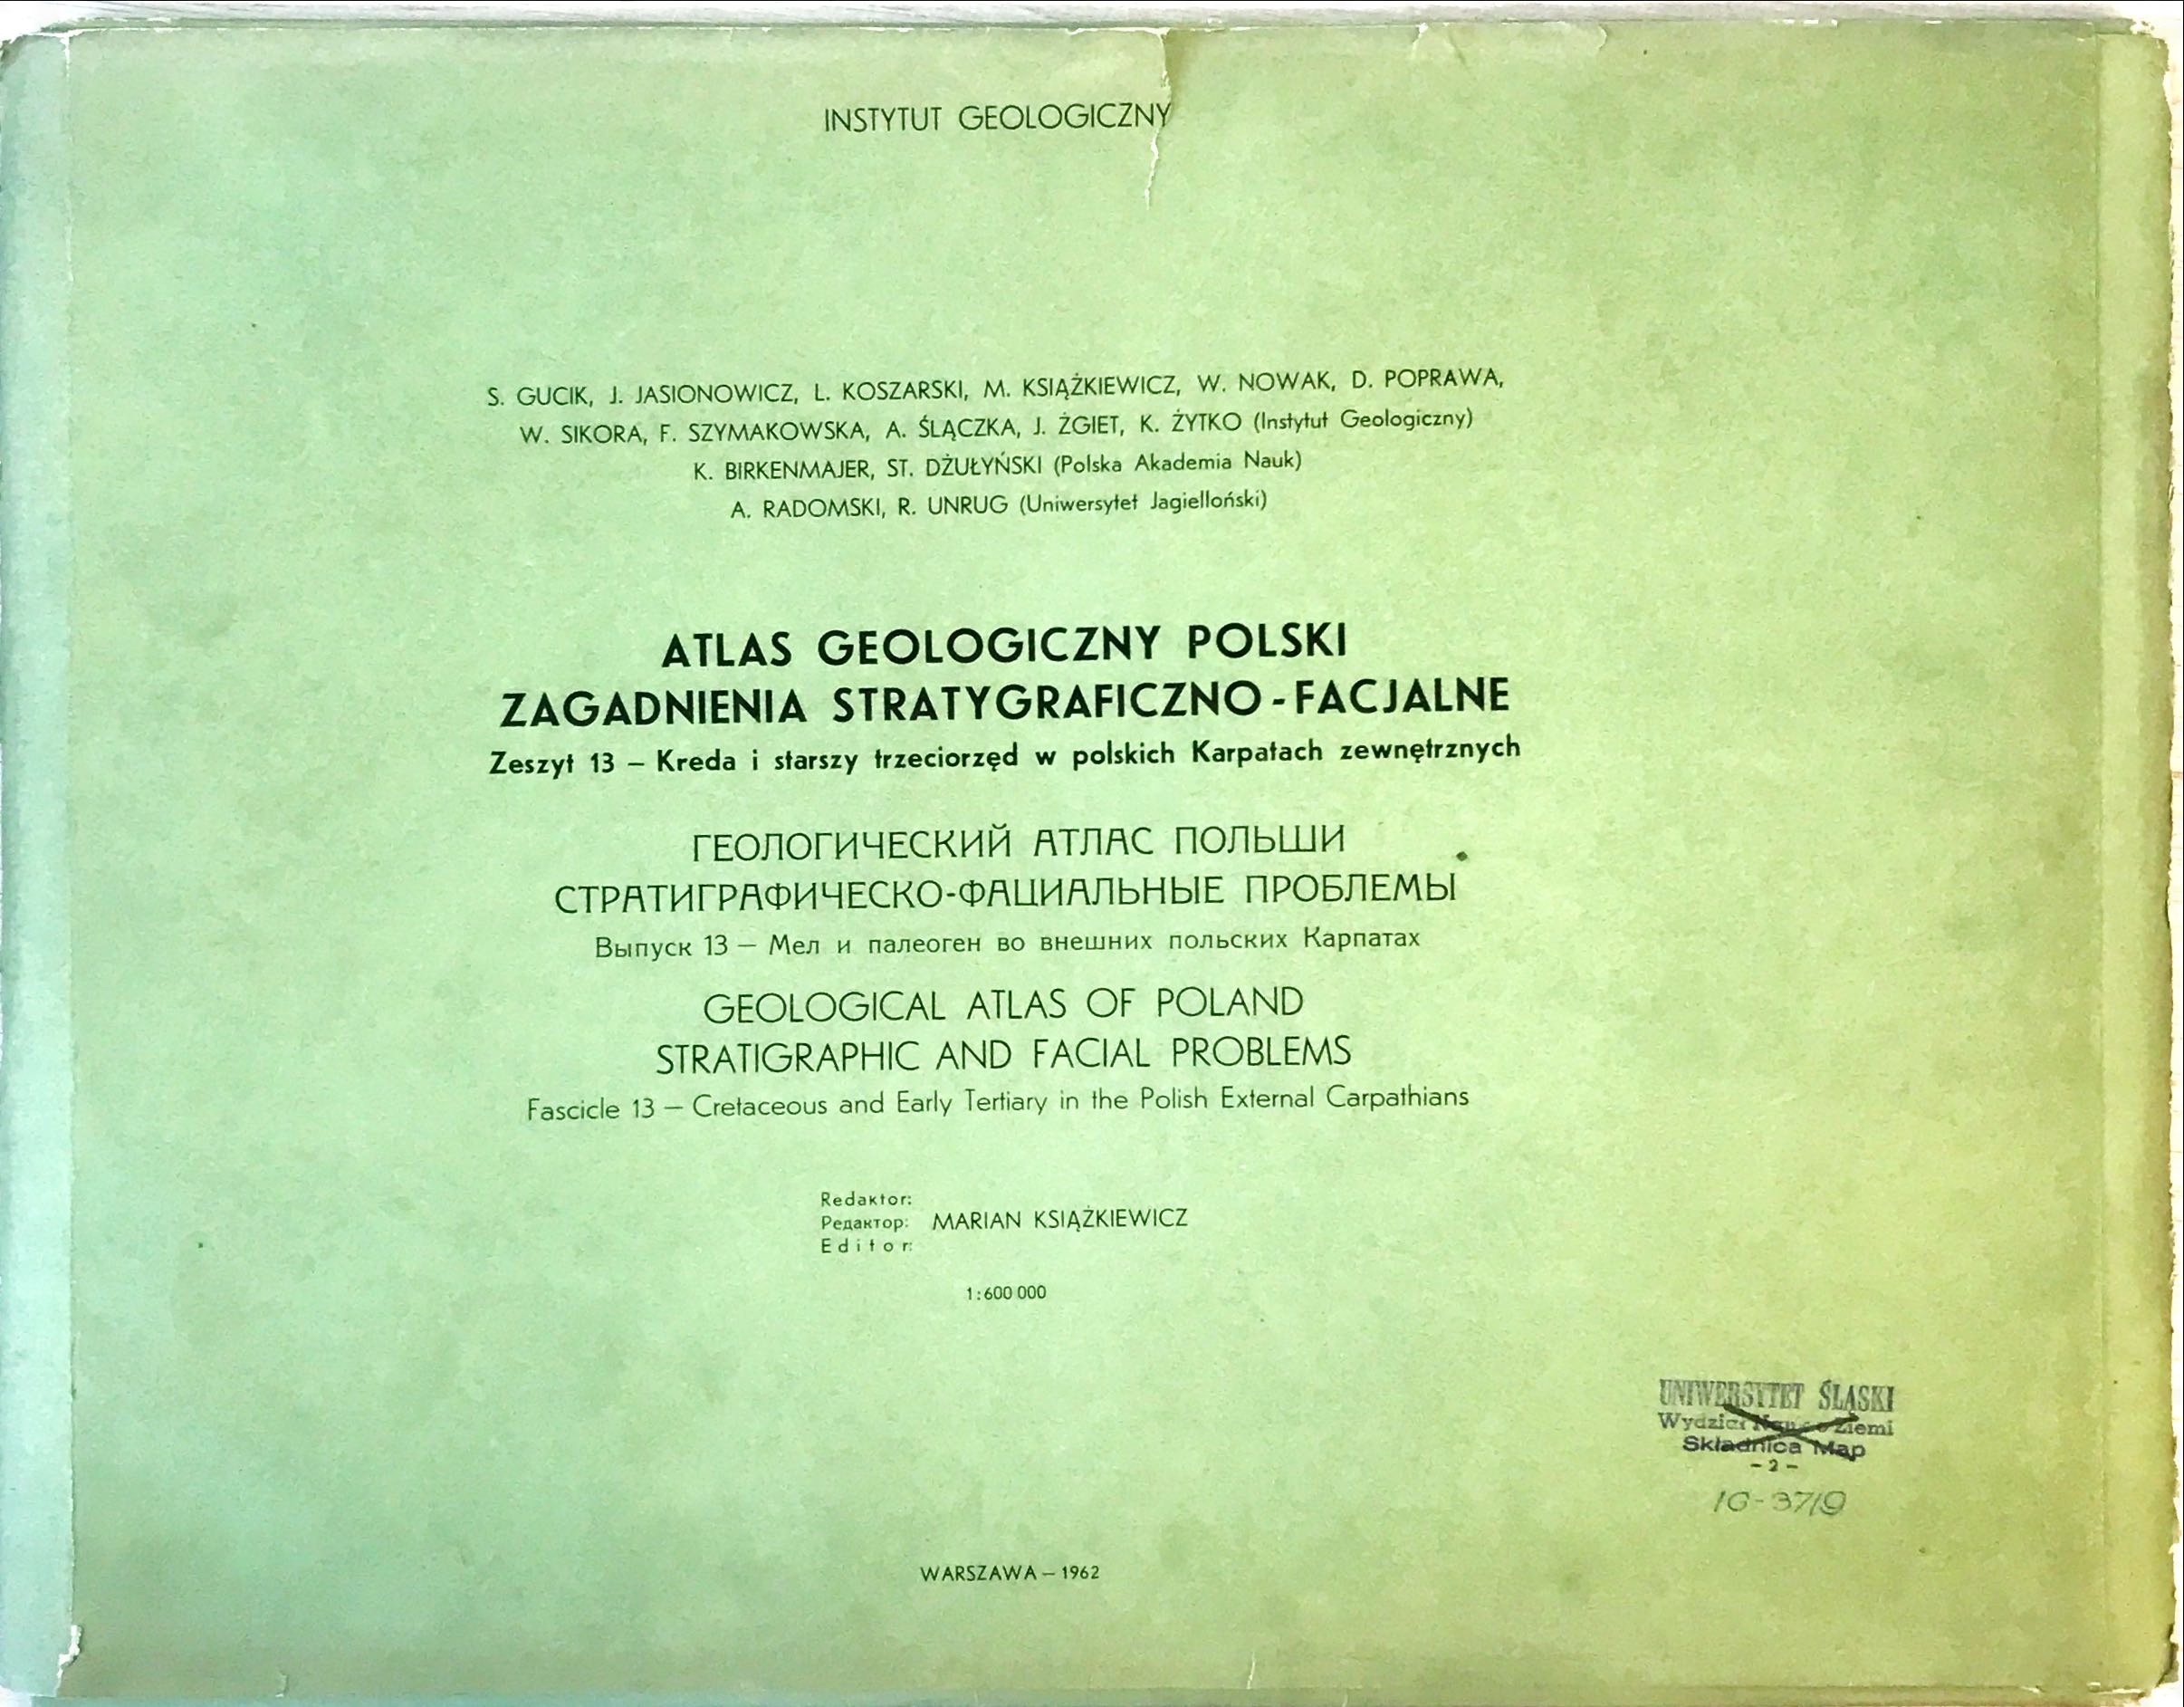 INSTYTUT GEOLOGICZNY
S. GUCIK, J. JASIONOWICZ, L. KOSZARSKI, M. KSIĄŻKIEWICZ, W. NOWAK, D. POPRAWA,
W. SIKORA, F. SZYMAKOWSKA, A. ŚLĄCZKA, J. ŻGIET, K. ŻYTKO (Instytut Geologiczny)
K. BIRKENMAJER, ST. DŻUŁYŃSKI (Polska Akademia Nauk)
A. RADOMSKI, R. UNRUG (Uniwersytet Jagielloński)
ATLAS GEOLOGICZNY POLSKI
ZAGADNIENIA STRATYGRAFICZNO-FACJALNE
Zeszyt 13 – Kreda i starszy trzeciorzęd w polskich Karpatach zewnętrznych
ГЕОЛОГИЧЕСКИЙ АТЛАС ПОЛЬШИ
СТРАТИГРАФИЧЕСКО-ФАЦИАЛЬНЫЕ ПРОБЛЕМЫ
Выпуск 13 – Мел и палеоген во внешних польских Карпатах
GEOLOGICAL ATLAS OF POLAND
STRATIGRAPHIC AND FACIAL PROBLEMS
Fascicle 13 – Cretaceous and Early Tertiary in the Polish External Carpathians
Redaktor:
Редактор: MARIAN KSIĄŻKIEWICZ
Editor:
1:600 000
UNIWERSYTET ŚLĄSKI
Wydział Ziemi
Składnica Map
- 2 -
WARSZAWA – 1962